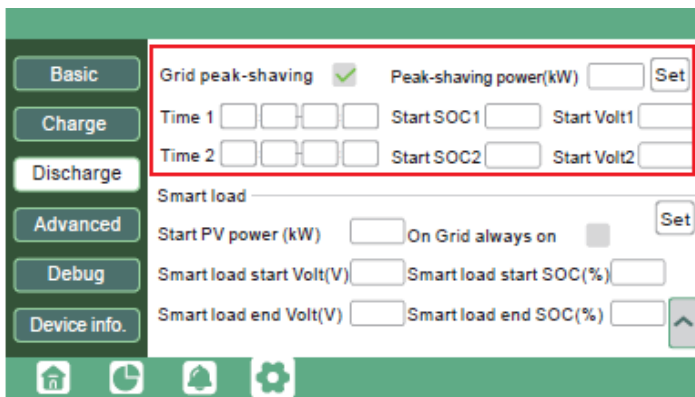 Basic
Charge
Discharge
Advanced
Debug
Device info.
Grid peak-shaving Peak-shaving power(kW) Set
Time 1 Start SOC1 Start Volt1
Time 2 Start SOC2 Start Volt2
Smart load
Set
Start PV power (kW) On Grid always on
Smart load start Volt(V) Smart load start SOC(%)
Smart load end Volt(V) Smart load end SOC(%)